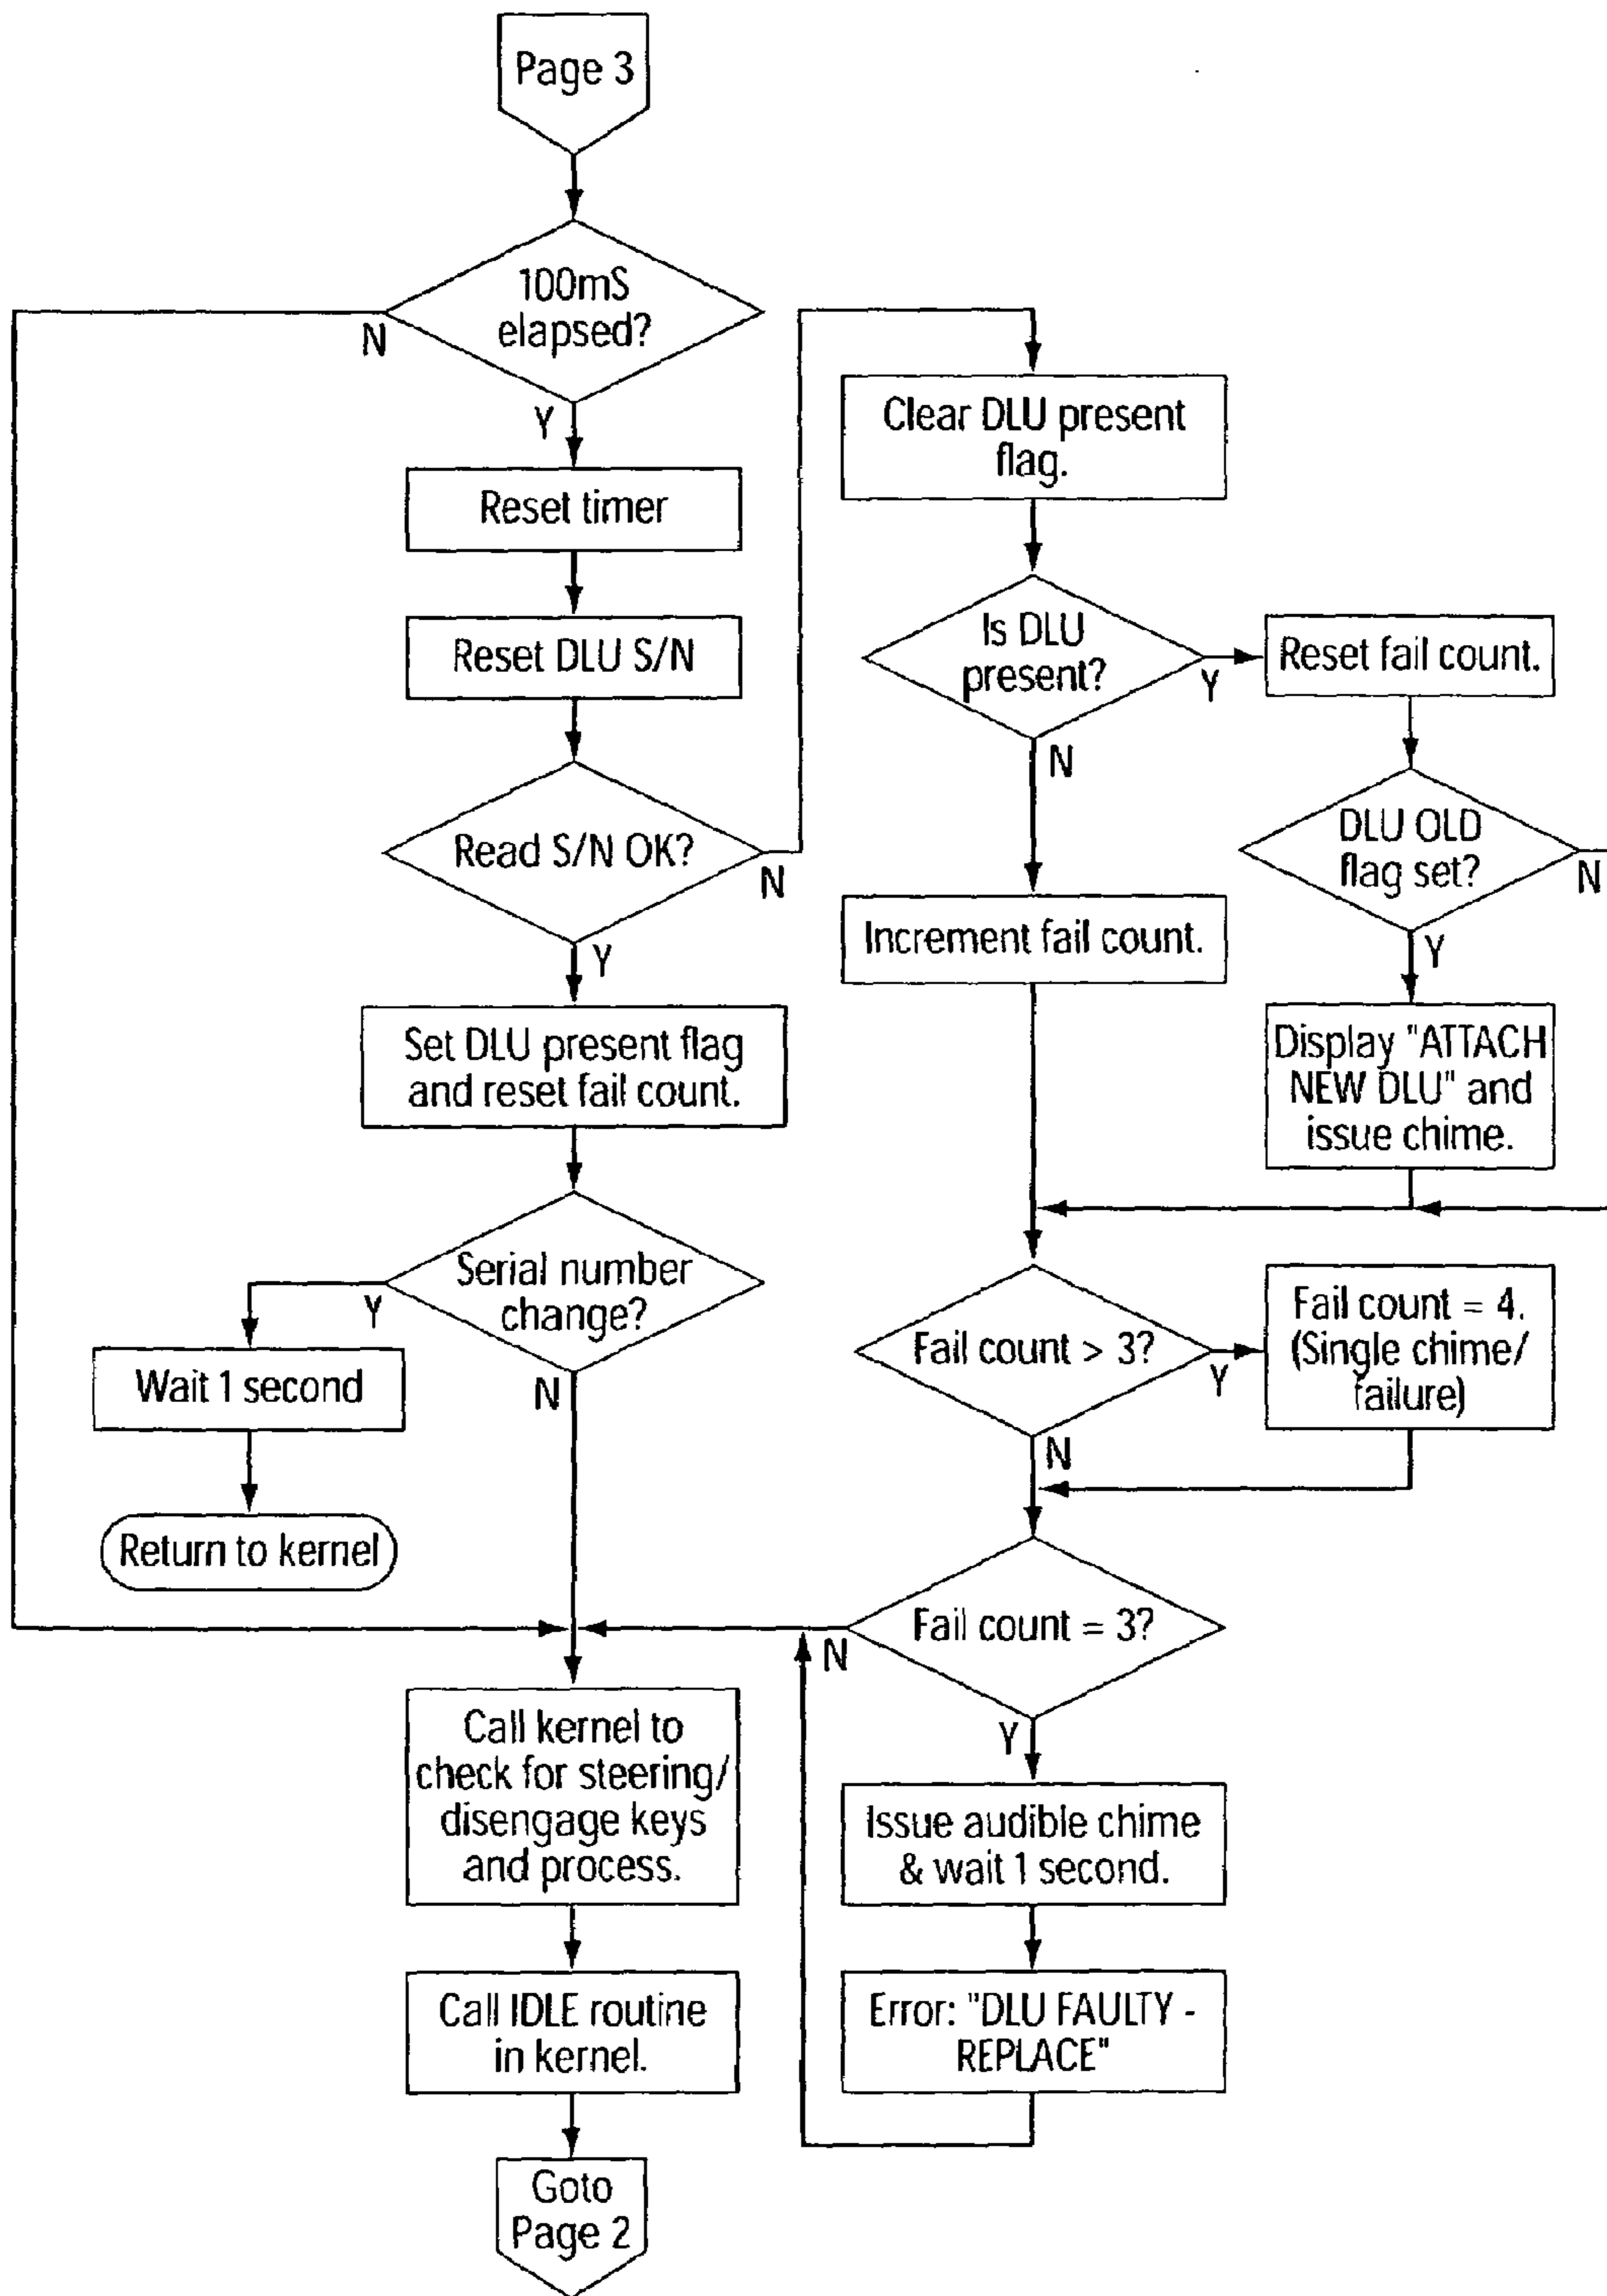 Page 3
100mS
elapsed?
N
Y
Reset timer
Reset DLU S/N
Read S/N OK?
N
Y
Set DLU present flag
and reset fail count.
Serial number
change?
Y
N
Wait 1 second
Return to kernel
Call kernel to
check for steering/
disengage keys
and process.
Call IDLE routine
in kernel.
Goto
Page 2
Clear DLU present
flag.
Is DLU
present?
Y
N
Reset fail count.
DLU OLD
flag set?
N
Y
Display "ATTACH
NEW DLU" and
issue chime.
Increment fail count.
Fail count > 3?
Y
N
Fail count = 4.
(Single chime/
failure)
Fail count = 3?
N
Y
Issue audible chime
& wait 1 second.
Error: "DLU FAULTY -
REPLACE"